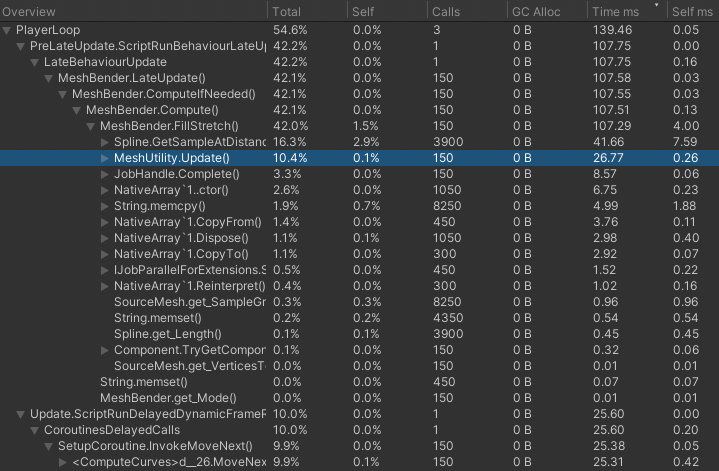 Overview Total Self Calls GC Alloc Time ms Self ms
PlayerLoop 54.6% 0.0% 3 0 B 139.46 0.05
PreLateUpdate.ScriptRunBehaviourLateUp 42.2% 0.0% 1 0 B 107.75 0.00
LateBehaviourUpdate 42.2% 0.0% 1 0 B 107.75 0.16
MeshBender.LateUpdate() 42.1% 0.0% 150 0 B 107.58 0.03
MeshBender.ComputeIfNeeded() 42.1% 0.0% 150 0 B 107.55 0.03
MeshBender.Compute() 42.1% 0.0% 150 0 B 107.51 0.13
MeshBender.FillStretch() 42.0% 1.5% 150 0 B 107.29 4.00
Spline.GetSampleAtDistanc 16.3% 2.9% 3900 0 B 41.66 7.59
MeshUtility.Update() 10.4% 0.1% 150 0 B 26.77 0.26
JobHandle.Complete() 3.3% 0.0% 150 0 B 8.57 0.06
NativeArray`1..ctor() 2.6% 0.0% 1050 0 B 6.75 0.23
String.memcpy() 1.9% 0.7% 8250 0 B 4.99 1.88
NativeArray`1.CopyFrom() 1.4% 0.0% 450 0 B 3.76 0.11
NativeArray`1.Dispose() 1.1% 0.1% 1050 0 B 2.98 0.40
NativeArray`1.CopyTo() 1.1% 0.0% 300 0 B 2.92 0.07
IJobParallelForExtensions.S 0.5% 0.0% 450 0 B 1.52 0.22
NativeArray`1.Reinterpret() 0.4% 0.0% 300 0 B 1.02 0.16
SourceMesh.get_SampleGr 0.3% 0.3% 8250 0 B 0.96 0.96
String.memset() 0.2% 0.2% 4350 0 B 0.54 0.54
Spline.get_Length() 0.1% 0.1% 3900 0 B 0.45 0.45
Component.TryGetCompon 0.1% 0.0% 150 0 B 0.32 0.06
SourceMesh.get_VerticesT 0.0% 0.0% 150 0 B 0.01 0.01
String.memset() 0.0% 0.0% 450 0 B 0.07 0.07
MeshBender.get_Mode() 0.0% 0.0% 150 0 B 0.01 0.01
Update.ScriptRunDelayedDynamicFrameR 10.0% 0.0% 1 0 B 25.60 0.00
CoroutinesDelayedCalls 10.0% 0.0% 1 0 B 25.60 0.20
SetupCoroutine.InvokeMoveNext() 9.9% 0.0% 150 0 B 25.38 0.05
<ComputeCurves>d__26.MoveNex 9.9% 0.1% 150 0 B 25.31 0.42